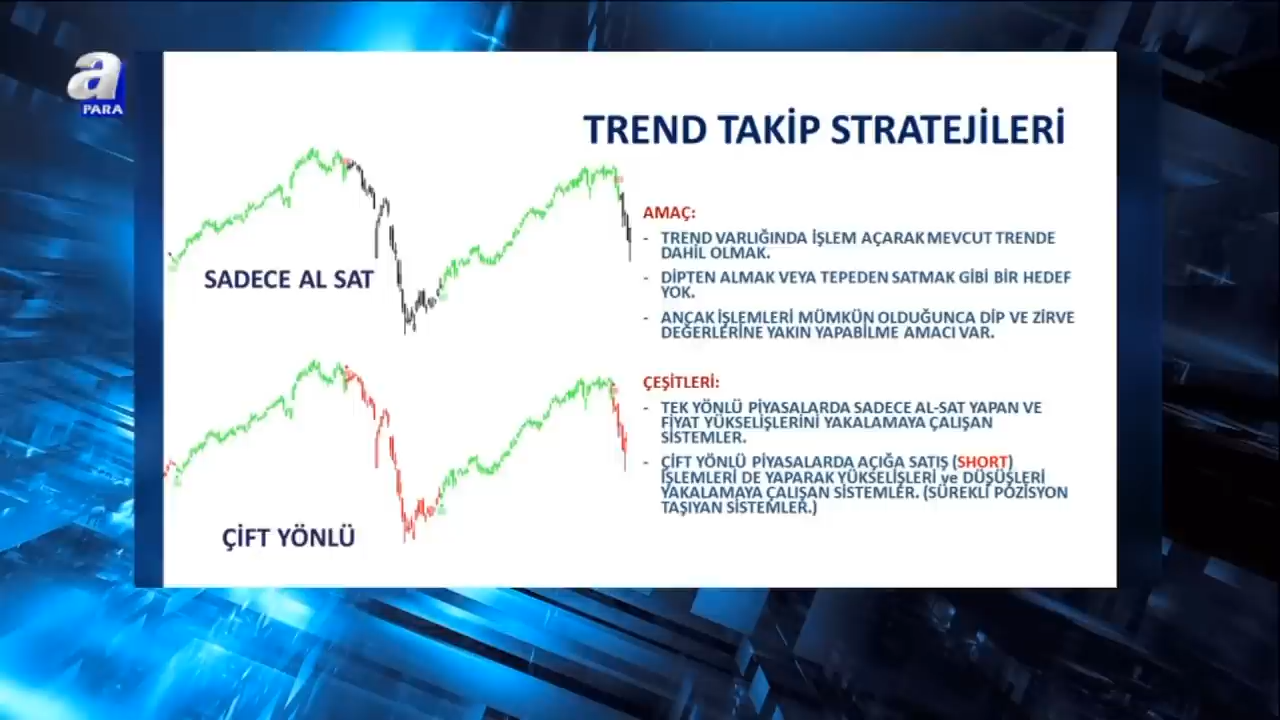 a
PARA
TREND TAKİP STRATEJİLERİ
SADECE AL SAT
AMAÇ:
- TREND VARLIĞINDA İŞLEM AÇARAK MEVCUT TRENDE
DAHİL OLMAK.
- DİPTEN ALMAK VEYA TEPEDEN SATMAK GİBİ BİR HEDEF
YOK.
- ANCAK İŞLEMLERİ MÜMKÜN OLDUĞUNCA DİP VE ZİRVE
DEĞERLERİNE YAKIN YAPABİLME AMACI VAR.
ÇEŞİTLERİ:
- TEK YÖNLÜ PİYASALARDA SADECE AL-SAT YAPAN VE
FİYAT YÜKSELİŞLERİNİ YAKALAMAYA ÇALIŞAN
SİSTEMLER.
- ÇİFT YÖNLÜ PİYASALARDA AÇIĞA SATIŞ (SHORT)
İŞLEMLERİ DE YAPARAK YÜKSELİŞLERİ ve DÜŞÜŞLERİ
YAKALAMAYA ÇALIŞAN SİSTEMLER. (SÜREKLİ POZİSYON
TAŞIYAN SİSTEMLER.)
ÇİFT YÖNLÜ